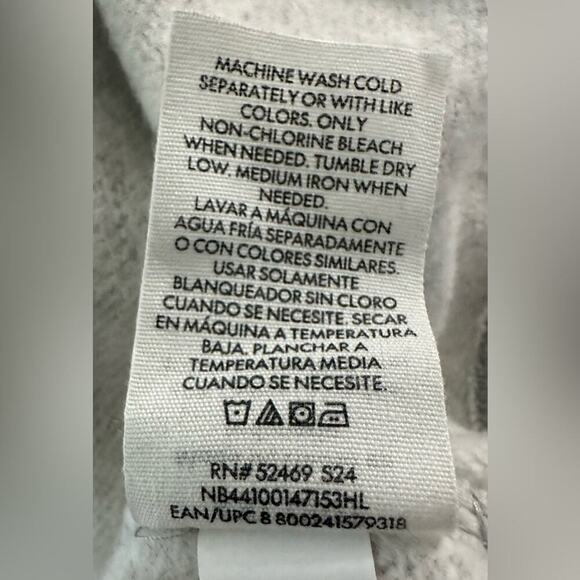 MACHINE WASH COLD
SEPARATELY OR WITH LIKE
COLORS. ONLY
NON-CHLORINE BLEACH
WHEN NEEDED. TUMBLE DRY
LOW. MEDIUM IRON WHEN
NEEDED.
LAVAR A MÁQUINA CON
AGUA FRÍA SEPARADAMENTE
O CON COLORES SIMILARES.
USAR SOLAMENTE
BLANQUEADOR SIN CLORO
CUANDO SE NECESITE. SECAR
EN MÁQUINA A TEMPERATURA
BAJA. PLANCHAR A
TEMPERATURA MEDIA
CUANDO SE NECESITE.
RN# 52469 S24
NB44100147153HL
EAN/UPC 8 800241579318